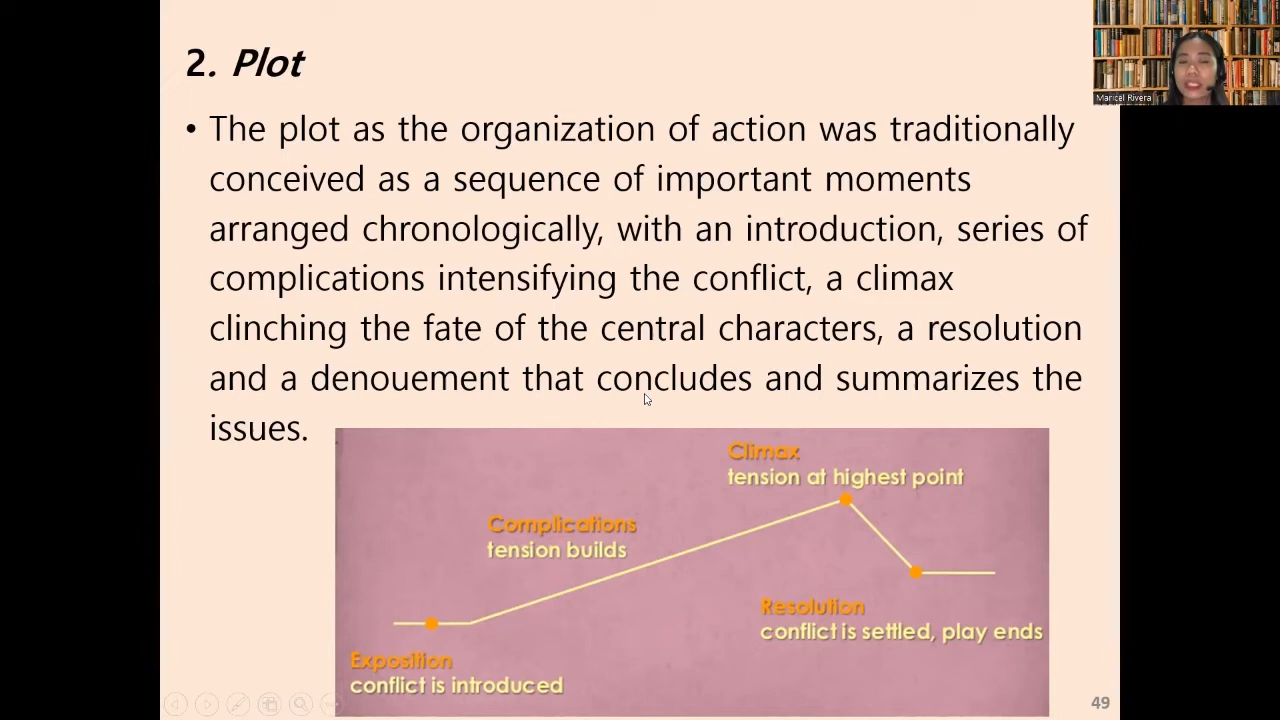 2. Plot
Maricel Rivera
• The plot as the organization of action was traditionally
conceived as a sequence of important moments
arranged chronologically, with an introduction, series of
complications intensifying the conflict, a climax
clinching the fate of the central characters, a resolution
and a denouement that concludes and summarizes the
issues.
Climax
tension at highest point
Complications
tension builds
Resolution
conflict is settled, play ends
Exposition
conflict is introduced
49